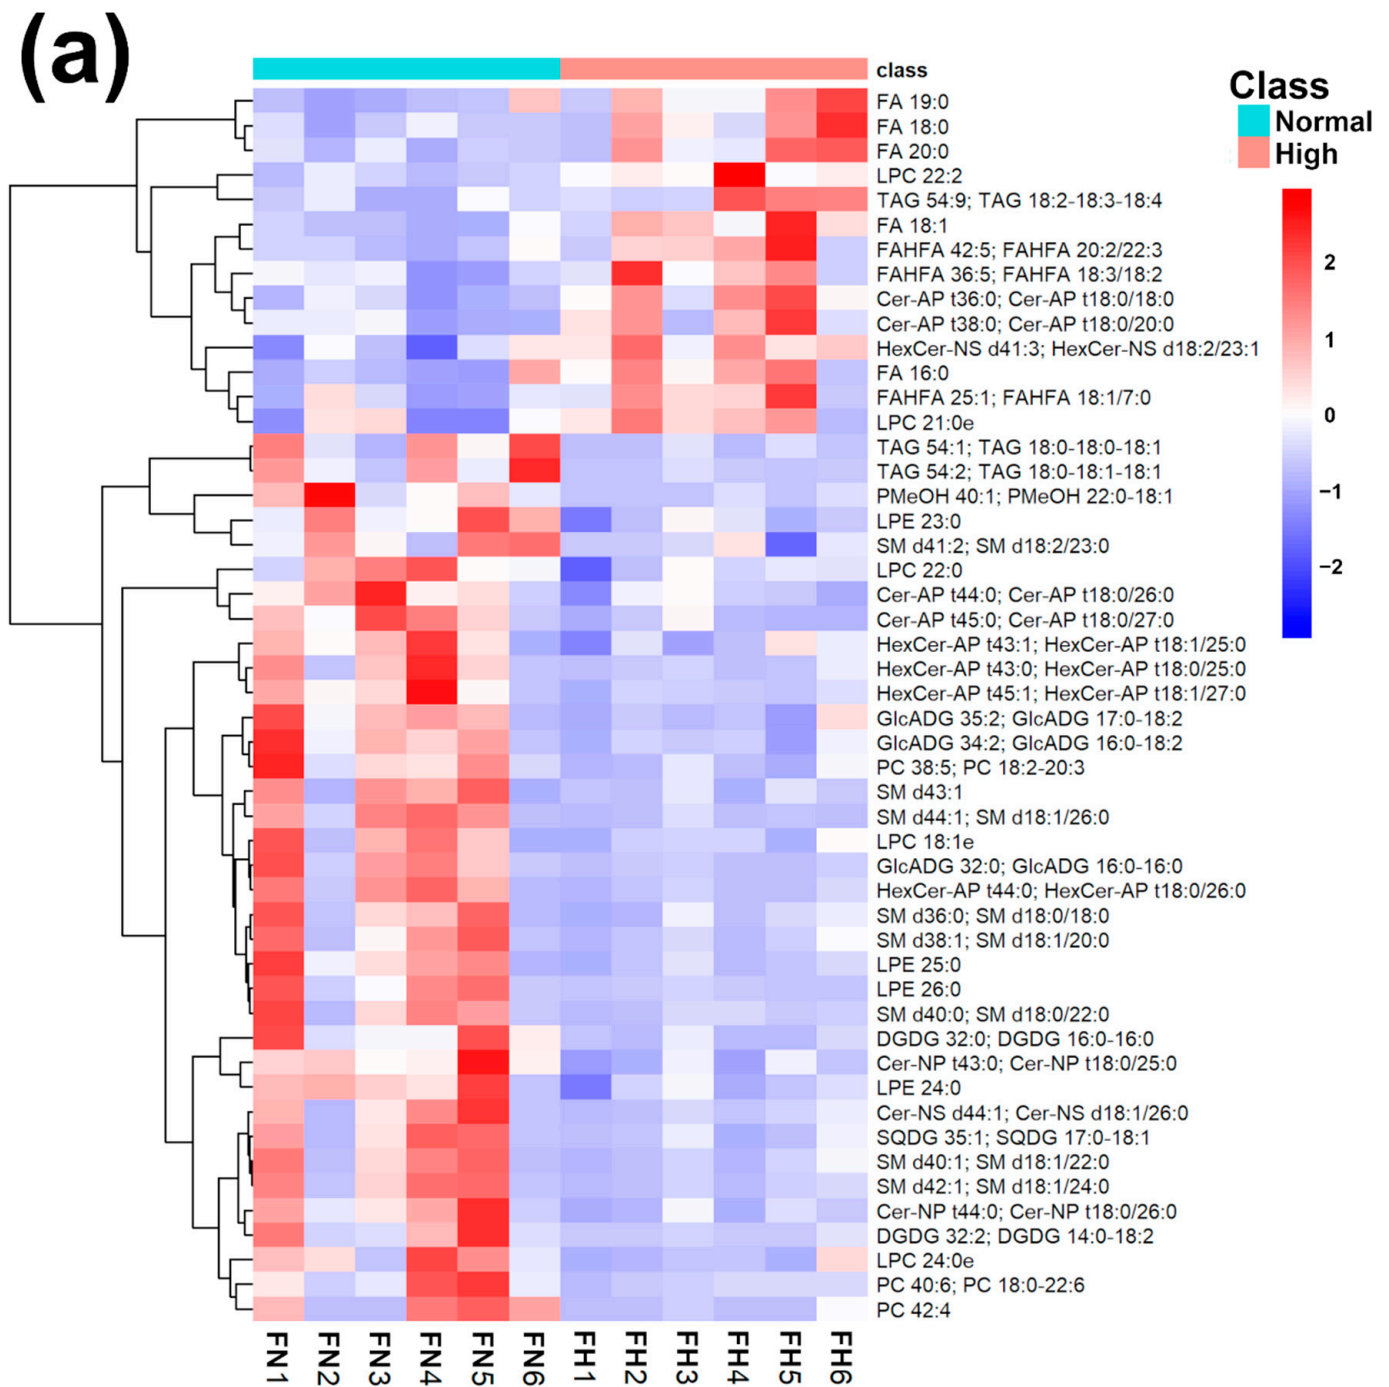 (a)
class
Class
Normal
High
FA 19:0
FA 18:0
FA 20:0
LPC 22:2
TAG 54:9; TAG 18:2-18:3-18:4
FA 18:1
FAHFA 42:5; FAHFA 20:2/22:3
FAHFA 36:5; FAHFA 18:3/18:2
Cer-AP t36:0; Cer-AP t18:0/18:0
Cer-AP t38:0; Cer-AP t18:0/20:0
HexCer-NS d41:3; HexCer-NS d18:2/23:1
FA 16:0
FAHFA 25:1; FAHFA 18:1/7:0
LPC 21:0e
TAG 54:1; TAG 18:0-18:0-18:1
TAG 54:2; TAG 18:0-18:1-18:1
PMeOH 40:1; PMeOH 22:0-18:1
LPE 23:0
SM d41:2; SM d18:2/23:0
LPC 22:0
Cer-AP t44:0; Cer-AP t18:0/26:0
Cer-AP t45:0; Cer-AP t18:0/27:0
HexCer-AP t43:1; HexCer-AP t18:1/25:0
HexCer-AP t43:0; HexCer-AP t18:0/25:0
HexCer-AP t45:1; HexCer-AP t18:1/27:0
GlcADG 35:2; GlcADG 17:0-18:2
GlcADG 34:2; GlcADG 16:0-18:2
PC 38:5; PC 18:2-20:3
SM d43:1
SM d44:1; SM d18:1/26:0
LPC 18:1e
GlcADG 32:0; GlcADG 16:0-16:0
HexCer-AP t44:0; HexCer-AP t18:0/26:0
SM d36:0; SM d18:0/18:0
SM d38:1; SM d18:1/20:0
LPE 25:0
LPE 26:0
SM d40:0; SM d18:0/22:0
DGDG 32:0; DGDG 16:0-16:0
Cer-NP t43:0; Cer-NP t18:0/25:0
LPE 24:0
Cer-NS d44:1; Cer-NS d18:1/26:0
SQDG 35:1; SQDG 17:0-18:1
SM d40:1; SM d18:1/22:0
SM d42:1; SM d18:1/24:0
Cer-NP t44:0; Cer-NP t18:0/26:0
DGDG 32:2; DGDG 14:0-18:2
LPC 24:0e
PC 40:6; PC 18:0-22:6
PC 42:4
2
1
0
−1
−2
FN1
FN2
FN3
FN4
FN5
FN6
FH1
FH2
FH3
FH4
FH5
FH6